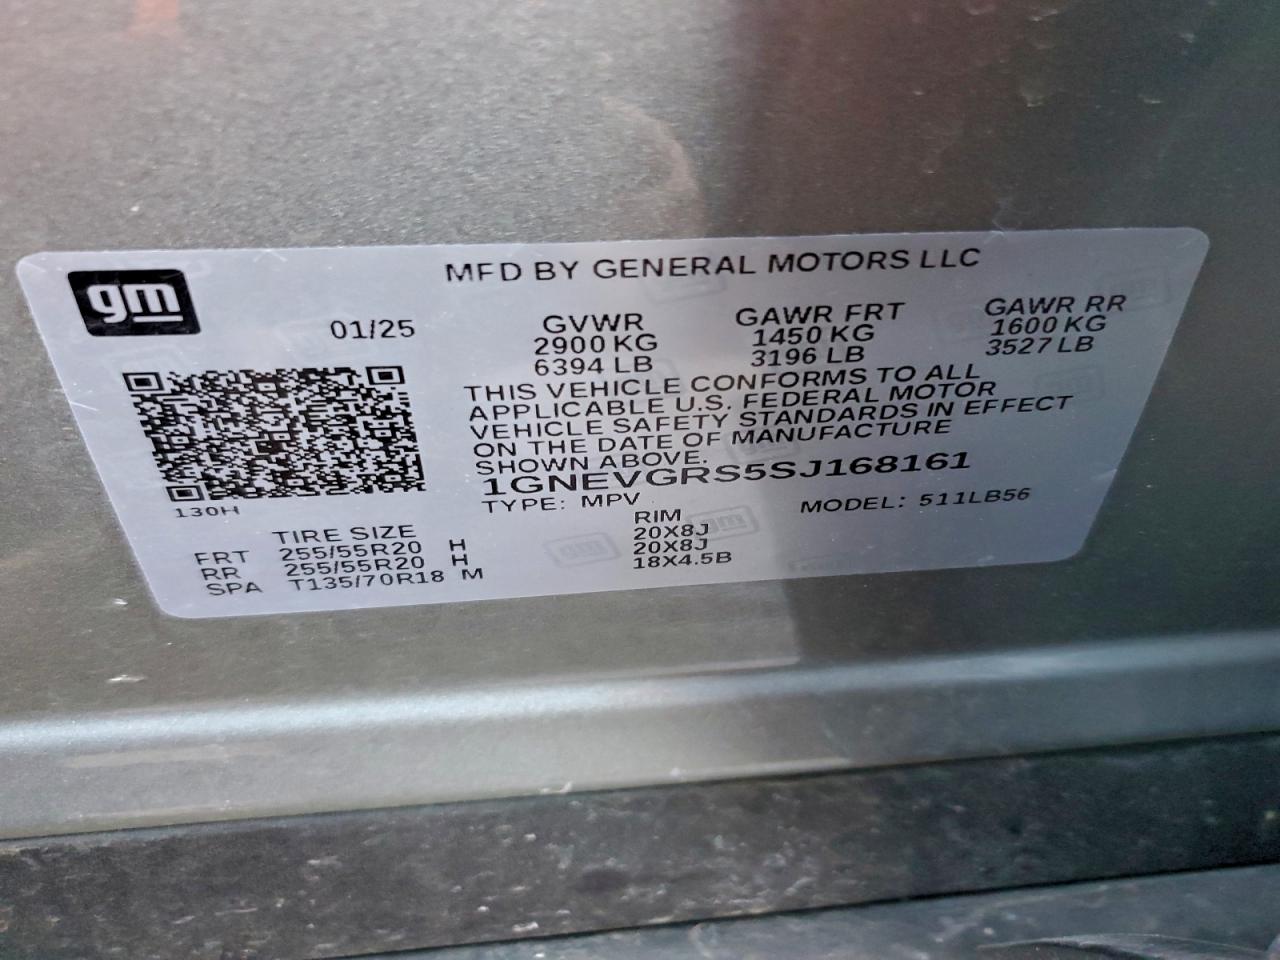 gm
MFD BY GENERAL MOTORS LLC
01/25
GVWR GAWR FRT GAWR RR
2900 KG 1450 KG 1600 KG
6394 LB 3196 LB 3527 LB
THIS VEHICLE CONFORMS TO ALL
APPLICABLE U.S. FEDERAL MOTOR
VEHICLE SAFETY STANDARDS IN EFFECT
ON THE DATE OF MANUFACTURE
SHOWN ABOVE.
1GNEVGRS5SJ168161
TYPE: MPV MODEL: 511LB56
130H
TIRE SIZE RIM
FRT 255/55R20 H 20X8J
RR 255/55R20 H 20X8J
SPA T135/70R18 M 18X4.5B